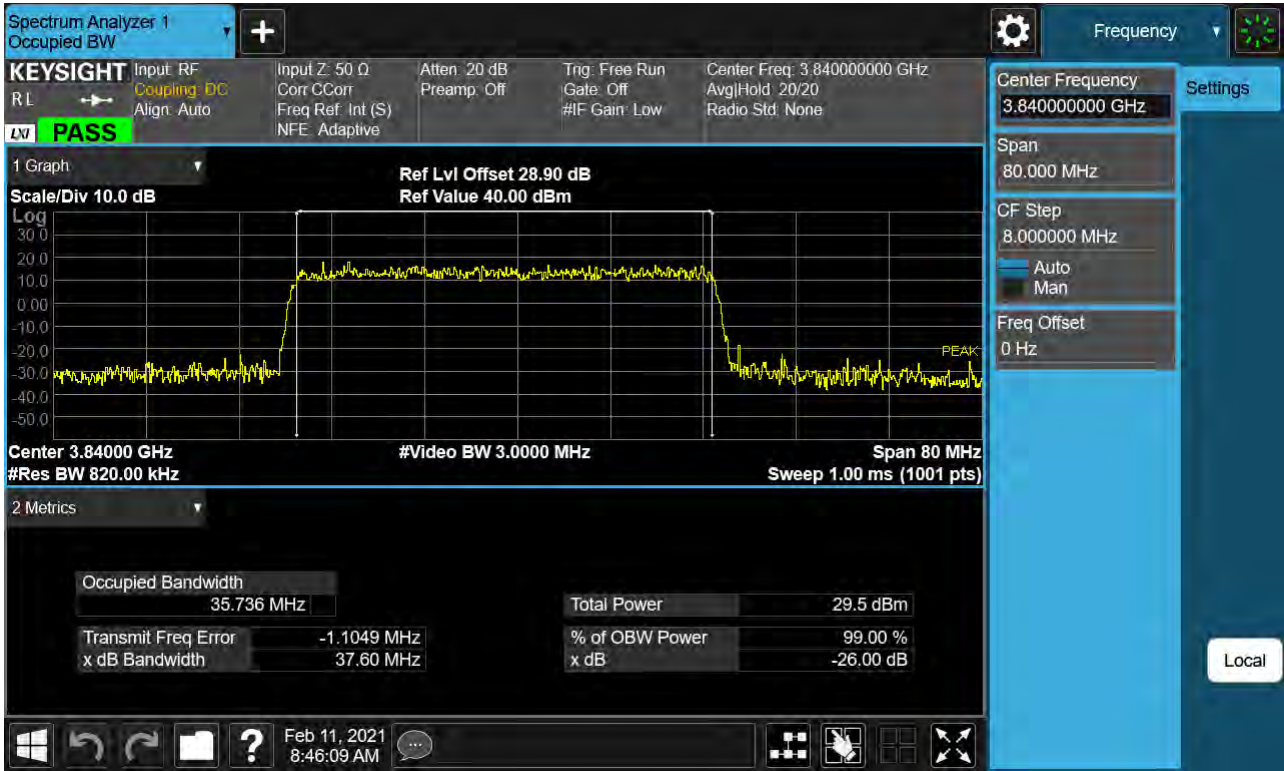 Spectrum Analyzer 1
Occupied BW
+
Frequency
KEYSIGHT
RL
LXI PASS
Input: RF
Coupling: DC
Align: Auto
Input Z: 50 Ω
Corr CCorr
Freq Ref: Int (S)
NFE: Adaptive
Atten: 20 dB
Preamp: Off
Trig: Free Run
Gate: Off
#IF Gain: Low
Center Freq: 3.840000000 GHz
Avg|Hold: 20/20
Radio Std: None
Center Frequency
3.840000000 GHz
Settings
Span
80.000 MHz
CF Step
8.000000 MHz
Auto
Man
Freq Offset
0 Hz
Local
1 Graph
Scale/Div 10.0 dB
Ref Lvl Offset 28.90 dB
Ref Value 40.00 dBm
Log
30.0
20.0
10.0
0.00
-10.0
-20.0
-30.0
-40.0
-50.0
PEAK
Center 3.84000 GHz
#Video BW 3.0000 MHz
Span 80 MHz
#Res BW 820.00 kHz
Sweep 1.00 ms (1001 pts)
2 Metrics
Occupied Bandwidth
35.736 MHz
Total Power 29.5 dBm
Transmit Freq Error -1.1049 MHz
% of OBW Power 99.00 %
x dB Bandwidth 37.60 MHz
x dB -26.00 dB
?
Feb 11, 2021
8:46:09 AM